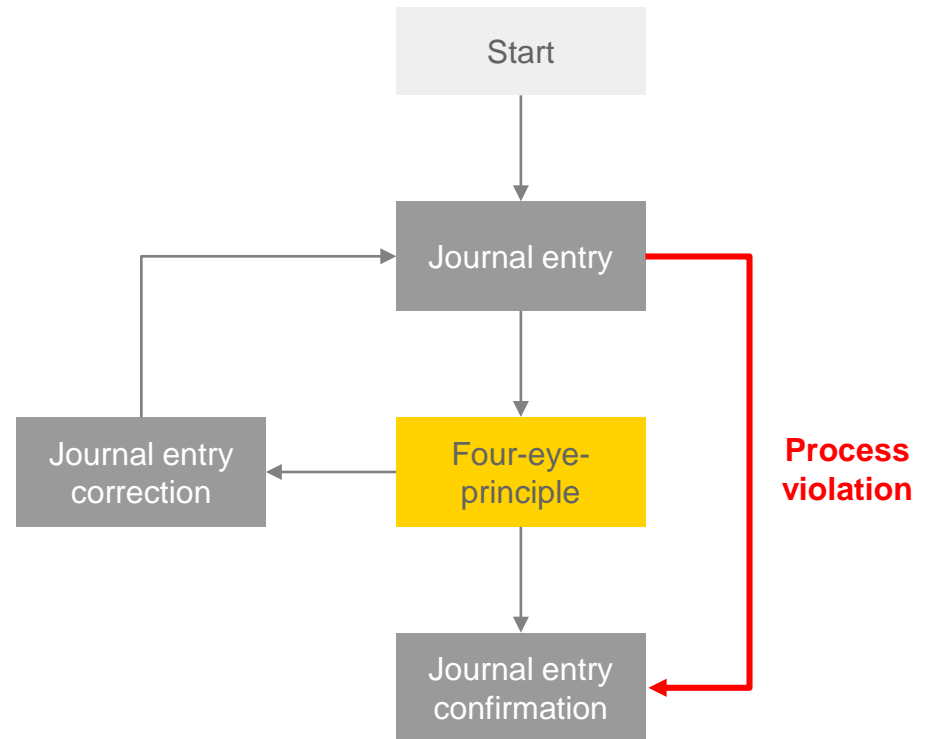 Start
Journal entry
Four-eye-
principle
Journal entry
correction
Process
violation
Journal entry
confirmation